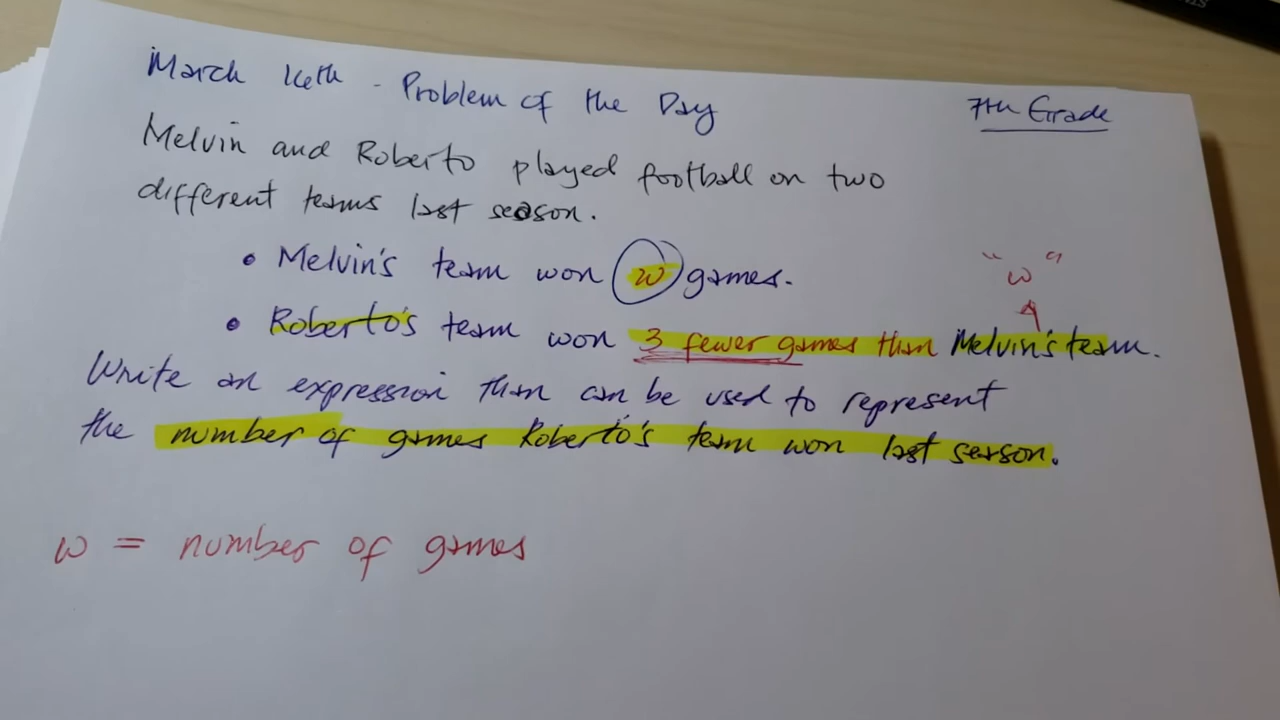 March 16th - Problem of the Day
7th Grade
Melvin and Roberto played football on two
different teams last season.
• Melvin's team won w games.
"w"
• Roberto's team won 3 fewer games than Melvin's team.
Write an expression than can be used to represent
the number of games Roberto's team won last season.
w = number of games